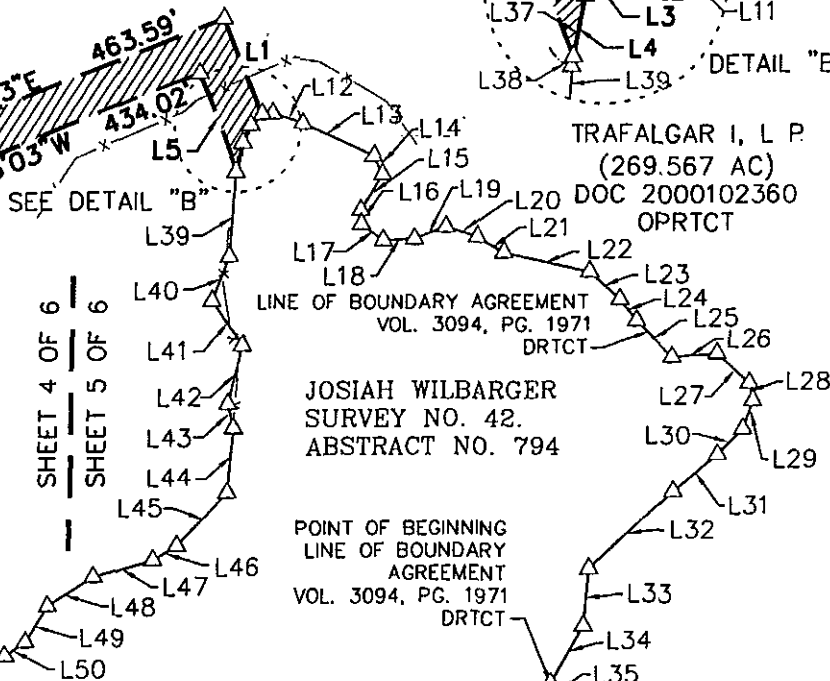 463.59'
3"E
434.02'
03"W
L1
L5
L12
L13
L14
L15
L16
L17
L18
L19
L20
L21
L22
L23
L24
L25
L26
L27
L28
L29
L30
L31
L32
L33
L34
L35
L37
L3
L11
L4
L38
L39
DETAIL "B
TRAFALGAR I, L P.
(269.567 AC)
DOC 2000102360
OPRTCT
SEE DETAIL "B"
L39
L40
L41
L42
L43
L44
L45
L46
L47
L48
L49
L50
SHEET 4 OF 6
SHEET 5 OF 6
LINE OF BOUNDARY AGREEMENT
VOL. 3094, PG. 1971
DRTCT
JOSIAH WILBARGER
SURVEY NO. 42.
ABSTRACT NO. 794
POINT OF BEGINNING
LINE OF BOUNDARY
AGREEMENT
VOL. 3094, PG. 1971
DRTCT